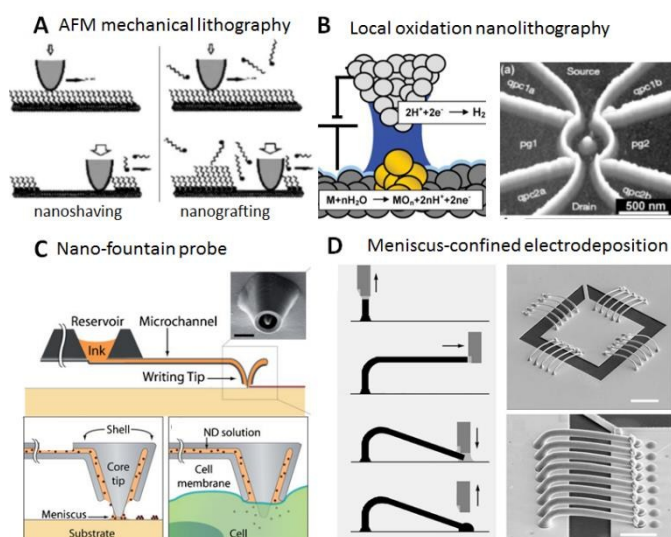 A AFM mechanical lithography
nanoshaving
nanografting
B Local oxidation nanolithography
2H⁺+2e⁻ → H₂
M+nH₂O → MOₙ+2nH⁺+2ne⁻
(a)
Source
qpc1a
qpc1b
pg1
pg2
qpc2a
qpc2b
Drain
500 nm
C Nano-fountain probe
Reservoir
Microchannel
Ink
Writing Tip
Shell
Core
tip
Meniscus
Substrate
ND solution
Cell
membrane
Cell
D Meniscus-confined electrodeposition